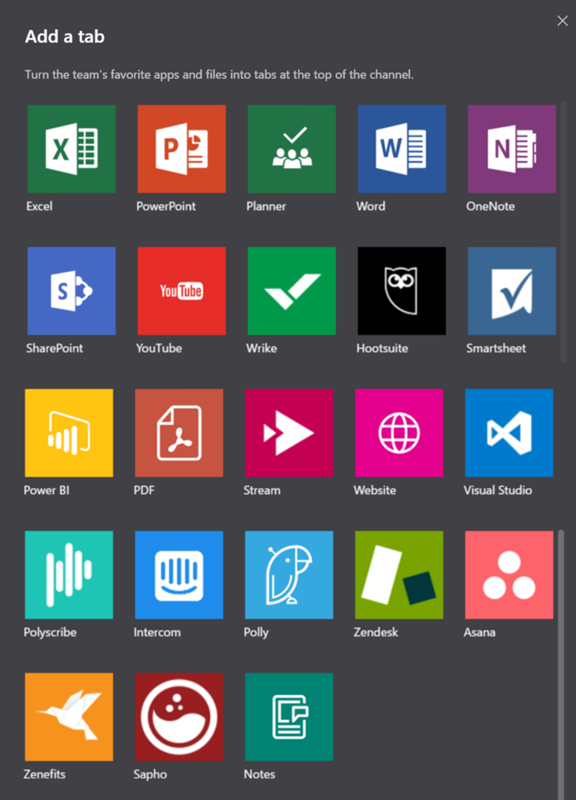 Add a tab
Turn the team's favorite apps and files into tabs at the top of the channel.
X P W N
Excel PowerPoint Planner Word OneNote
S YouTube
SharePoint YouTube Wrike Hootsuite Smartsheet
Power BI PDF Stream Website Visual Studio
Polyscribe Intercom Polly Zendesk Asana
Zenefits Sapho Notes